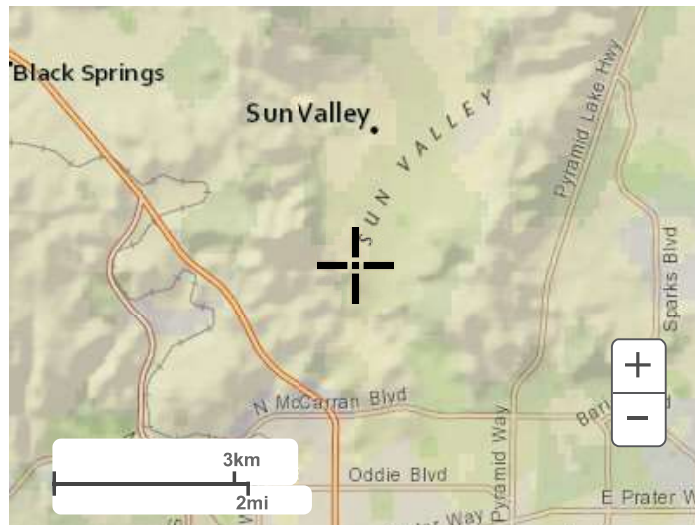 Black Springs
Sun Valley
SUN VALLEY
Pyramid Lake Hwy
Sparks Blvd
+
−
N McCarran Blvd
Pyramid Way
3km
2mi
Oddie Blvd
E Prater W
Way